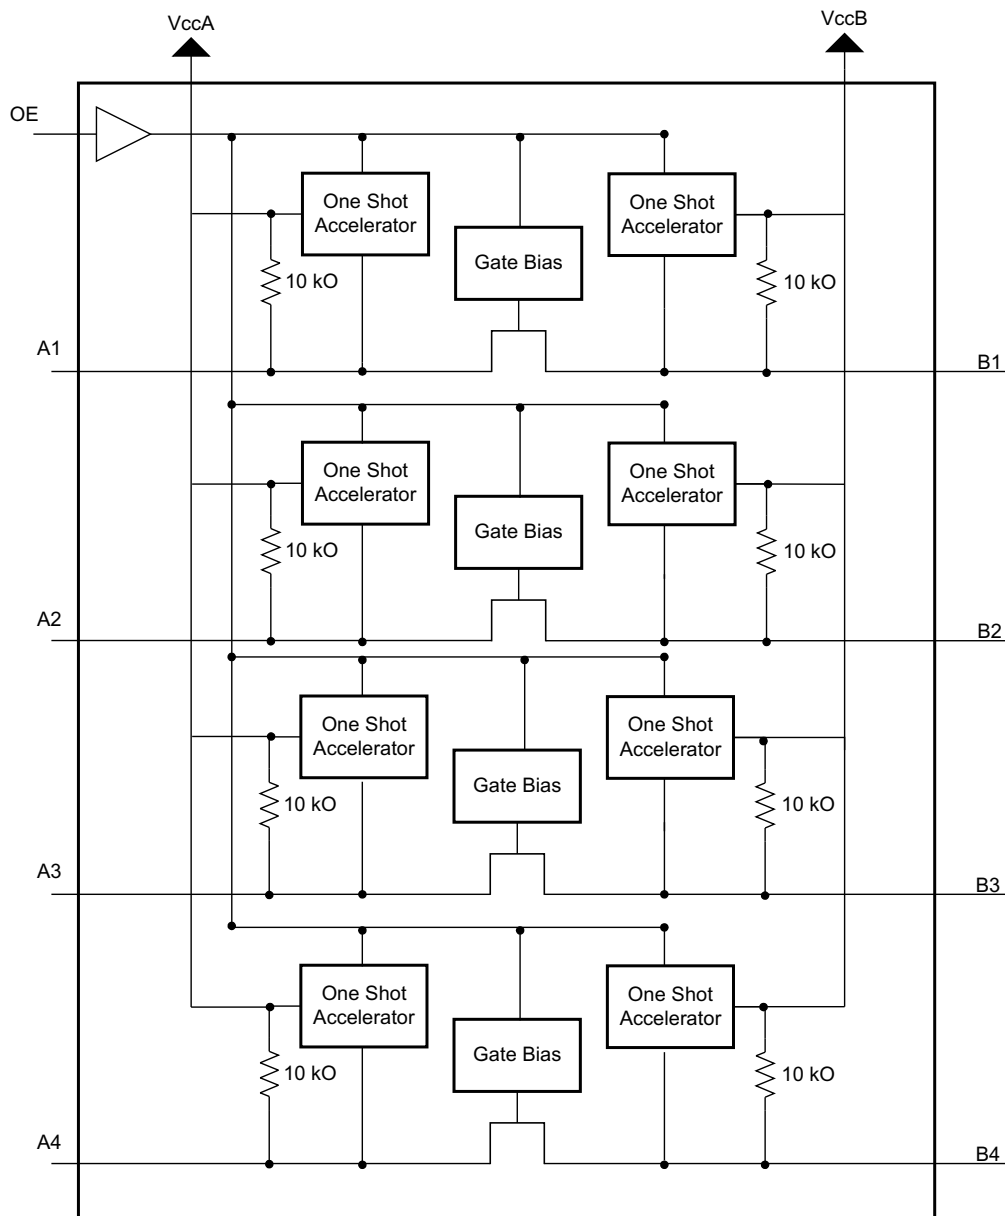 VccA
VccB
OE
One Shot
Accelerator
One Shot
Accelerator
Gate Bias
10 kO
10 kO
A1
B1
One Shot
Accelerator
One Shot
Accelerator
Gate Bias
10 kO
10 kO
A2
B2
One Shot
Accelerator
One Shot
Accelerator
Gate Bias
10 kO
10 kO
A3
B3
One Shot
Accelerator
One Shot
Accelerator
Gate Bias
10 kO
10 kO
A4
B4